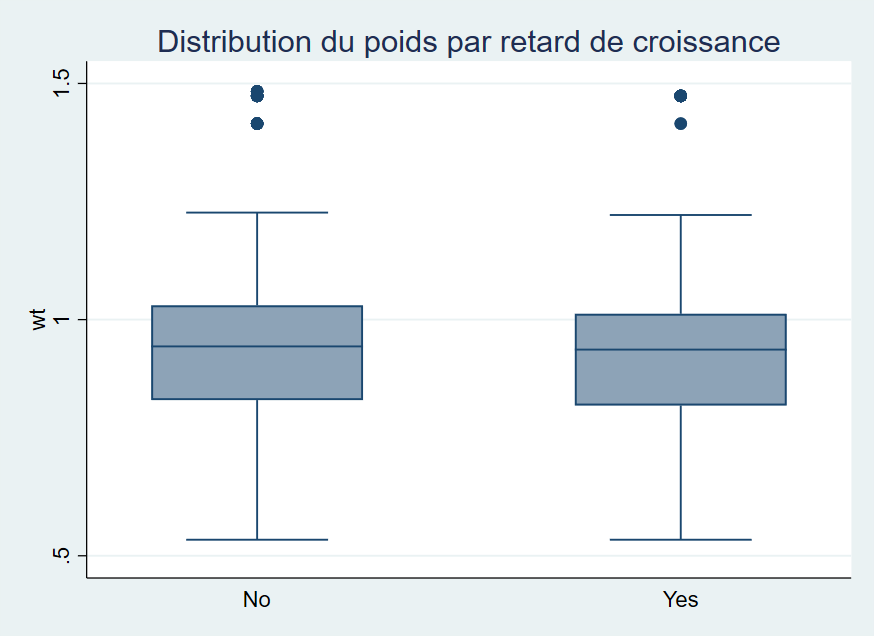 Distribution du poids par retard de croissance
1.5
1
.5
wt
No
Yes